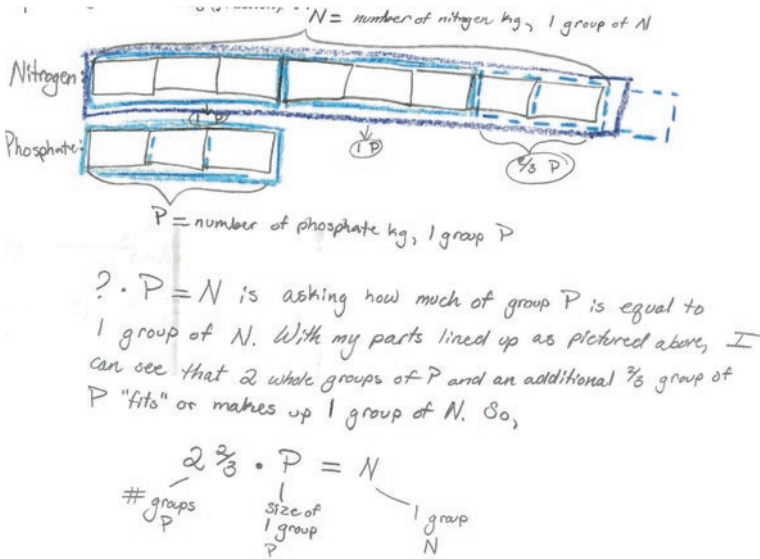 N = number of nitrogen kg, 1 group of N
Nitrogen:
1 P
Phosphate:
1 P
2/3 P
P = number of phosphate kg, 1 group P
? · P = N is asking how much of group P is equal to
1 group of N. With my parts lined up as pictured above, I
can see that 2 whole groups of P and an additional 2/3 group of
P "fits" or makes up 1 group of N. So,
2 2/3 · P = N
# groups P
size of 1 group P
1 group N